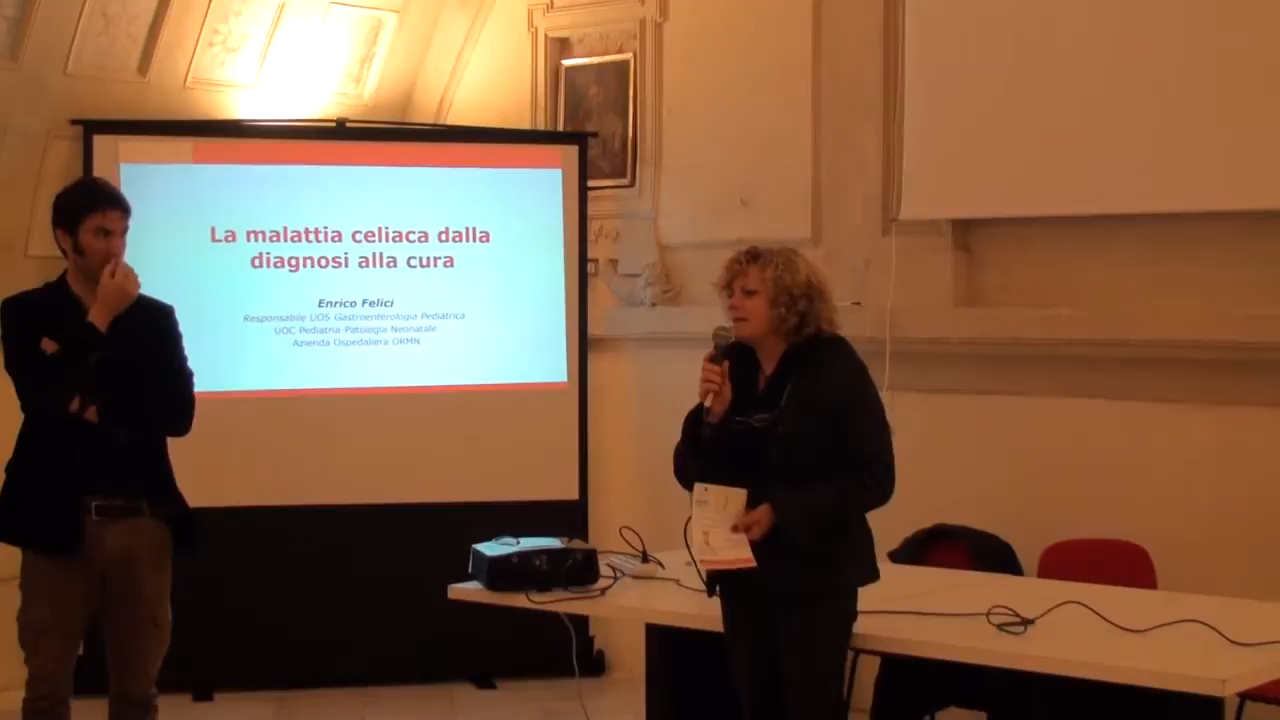 La malattia celiaca dalla
diagnosi alla cura
Enrico Felici
Responsabile UOS Gastroenterologia Pediatrica
UOC Pediatria-Patologia Neonatale
Azienda Ospedaliera ORMN